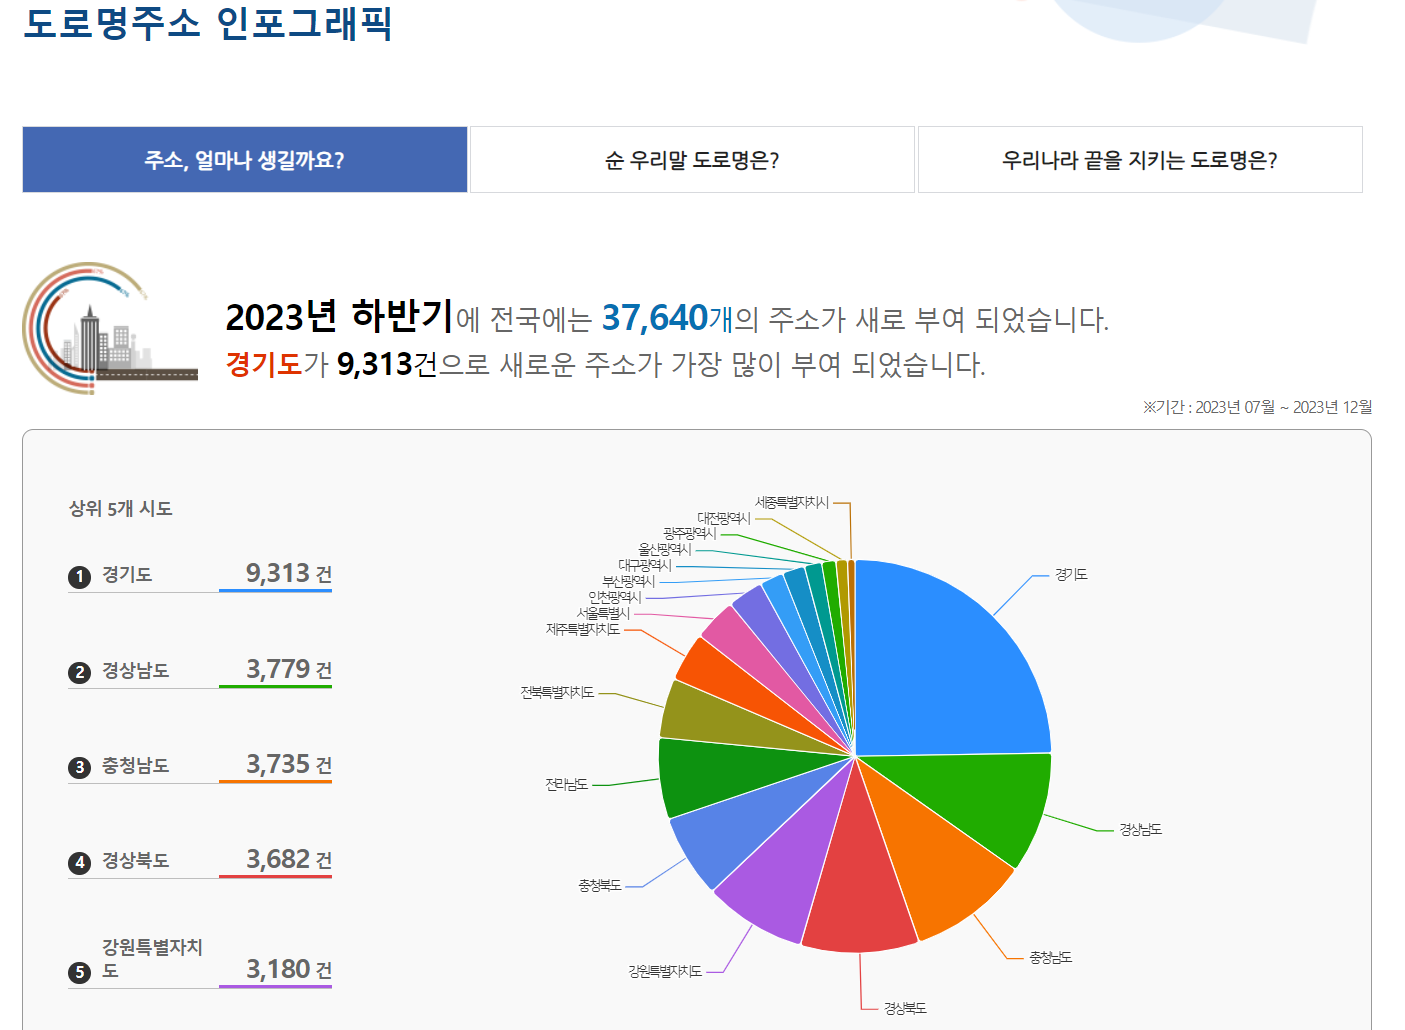 도로명주소 인포그래픽
주소, 얼마나 생길까요?
순 우리말 도로명은?
우리나라 끝을 지키는 도로명은?
2023년 하반기에 전국에는 37,640개의 주소가 새로 부여 되었습니다.
경기도가 9,313건으로 새로운 주소가 가장 많이 부여 되었습니다.
※기간 : 2023년 07월 ~ 2023년 12월
상위 5개 시도
1 경기도 9,313 건
2 경상남도 3,779 건
3 충청남도 3,735 건
4 경상북도 3,682 건
5 강원특별자치
도 3,180 건
세종특별자치시
대전광역시
광주광역시
울산광역시
대구광역시
부산광역시
인천광역시
서울특별시
제주특별자치도
전북특별자치도
전라남도
충청북도
강원특별자치도
경상북도
충청남도
경상남도
경기도